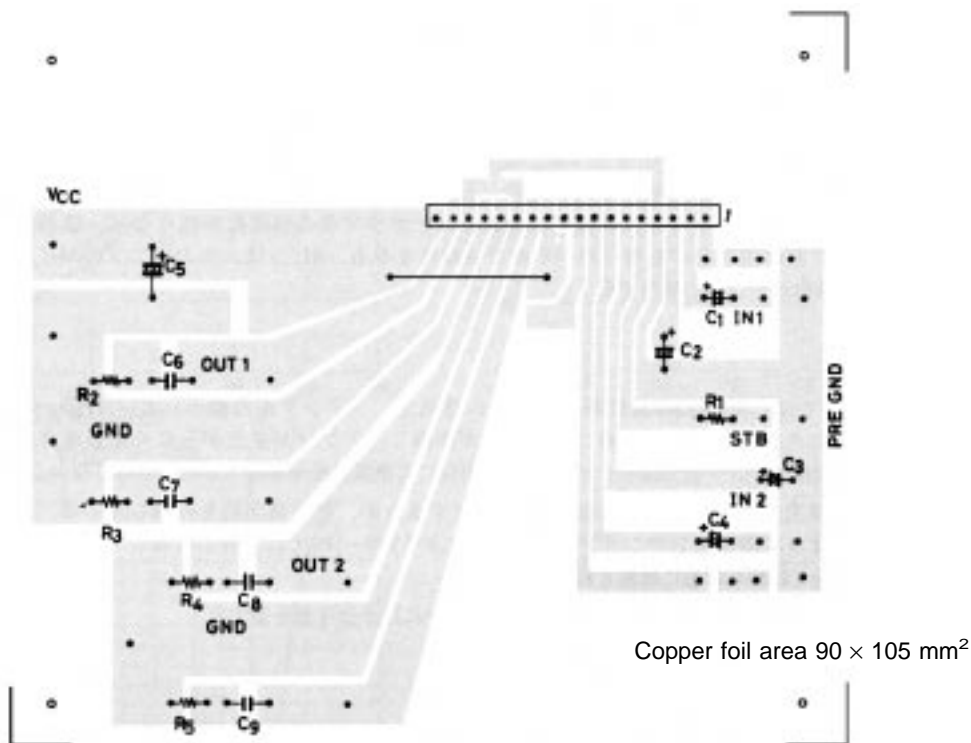 VCC
1
C5
C1 IN1
C2
C6 OUT 1
R2
R1
GND
STB
PRE GND
C7
C3
R3
IN 2
C4
OUT 2
R4 C8
GND
Copper foil area 90 × 105 mm²
R5 C9